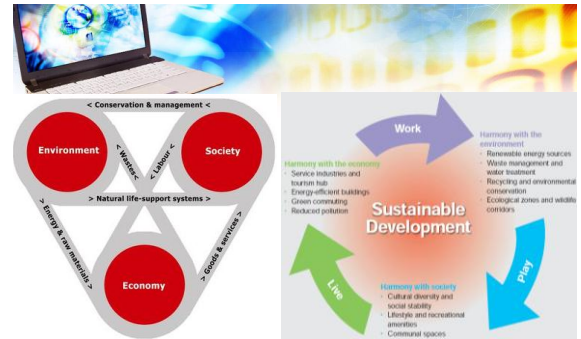 < Conservation & management <
Environment
Society
< Wastes <
< Labour <
> Natural life-support systems >
> Energy & raw materials >
> Goods & services >
Economy
Work
Harmony with the
environment
· Renewable energy sources
· Waste management and
water treatment
· Recycling and environmental
conservation
· Ecological zones and wildlife
corridors
Harmony with the economy
· Service industries and
tourism hub
· Energy-efficient buildings
· Green commuting
· Reduced pollution
Sustainable
Development
Play
Live
Harmony with society
· Cultural diversity and
social stability
· Lifestyle and recreational
amenities
· Communal spaces